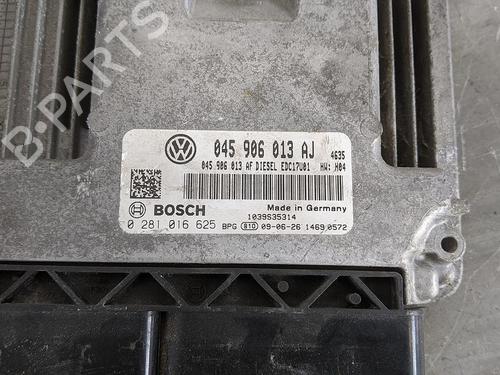 B-PARTS
045 906 013 AJ 4635
045 906 013 AF DIESEL EDC17U01 HW: H04
BOSCH Made in Germany
1039S35314
0 281 016 625 BPG 810 09-06-26 1469 0572